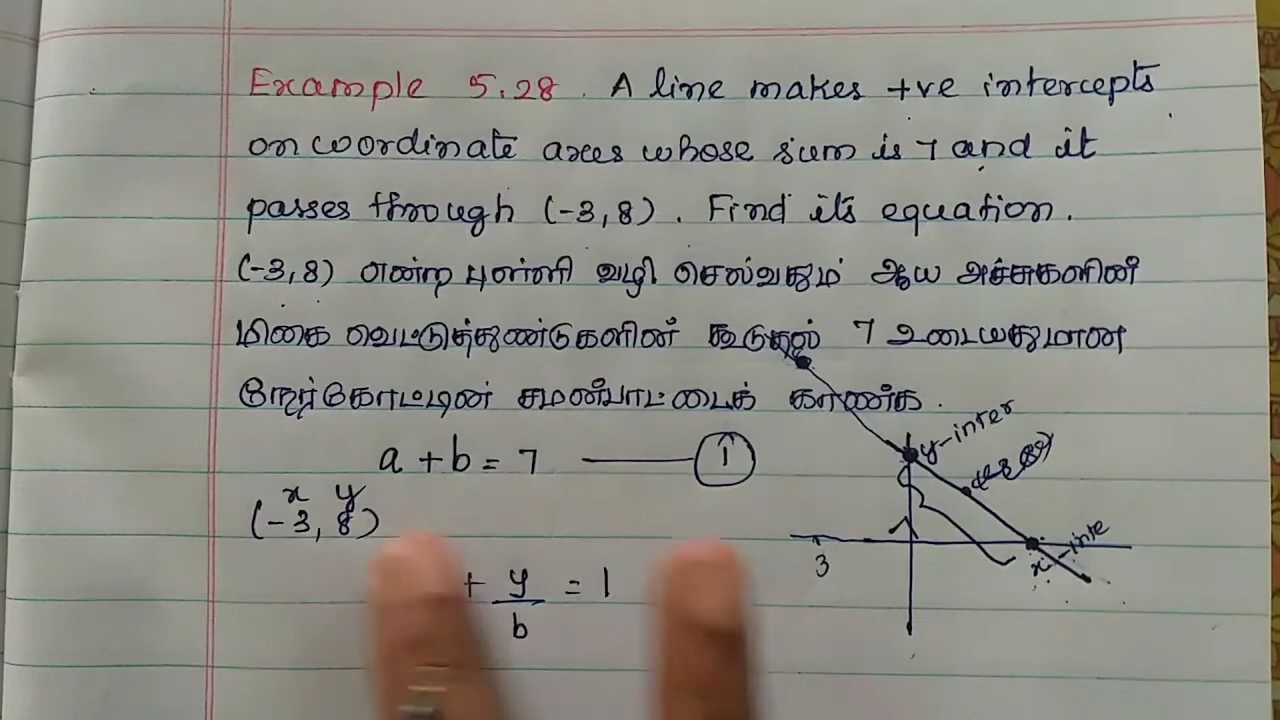 Example 5.28. A line makes +ve intercepts
on coordinate axes whose sum is 7 and it
passes through (-3,8). Find its equation.
(-3,8) என்ற புள்ளி வழி செல்வதும் ஆய அச்சுகளின்
மிகை வெட்டுத்துண்டுகளின் கூடுதல் 7 உடையதுமான
நேர்கோட்டின் சமன்பாட்டைக் காண்க.
a + b = 7 ——— 1
x y
(-3, 8)
+ y/b = 1
y-inter
3
x-inte